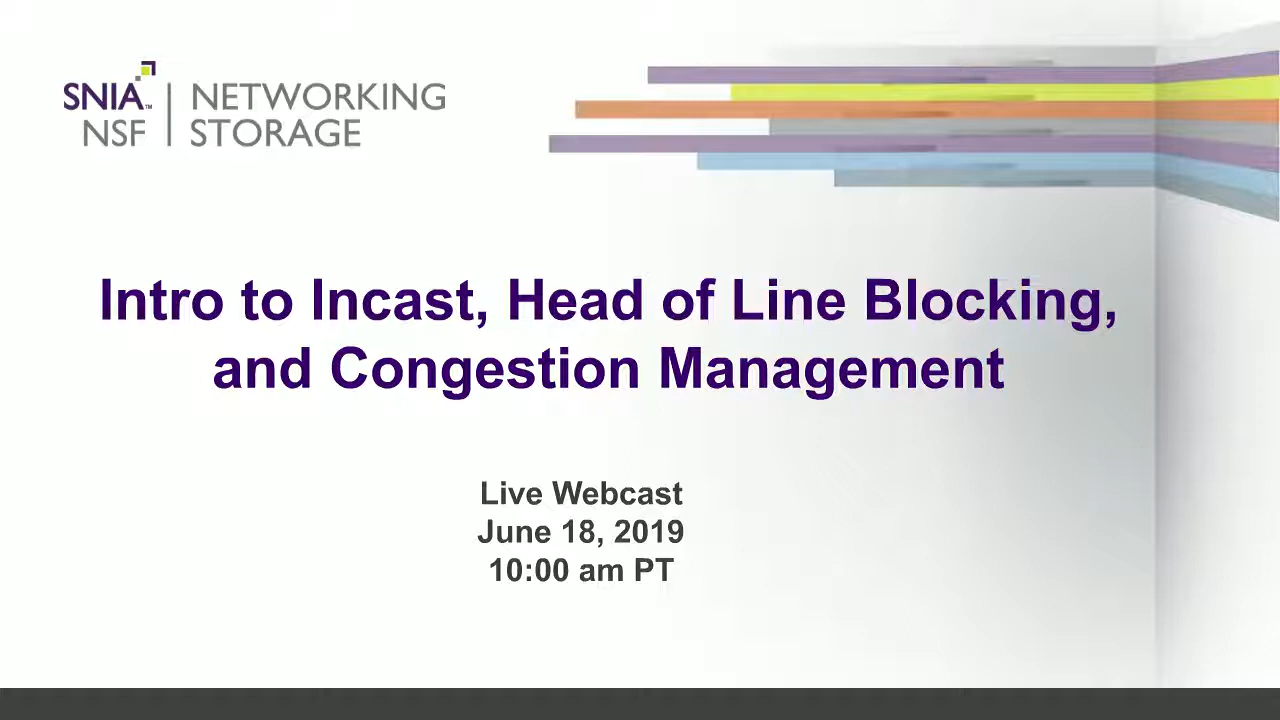 SNIA™ | NETWORKING
NSF | STORAGE
Intro to Incast, Head of Line Blocking,
and Congestion Management
Live Webcast
June 18, 2019
10:00 am PT